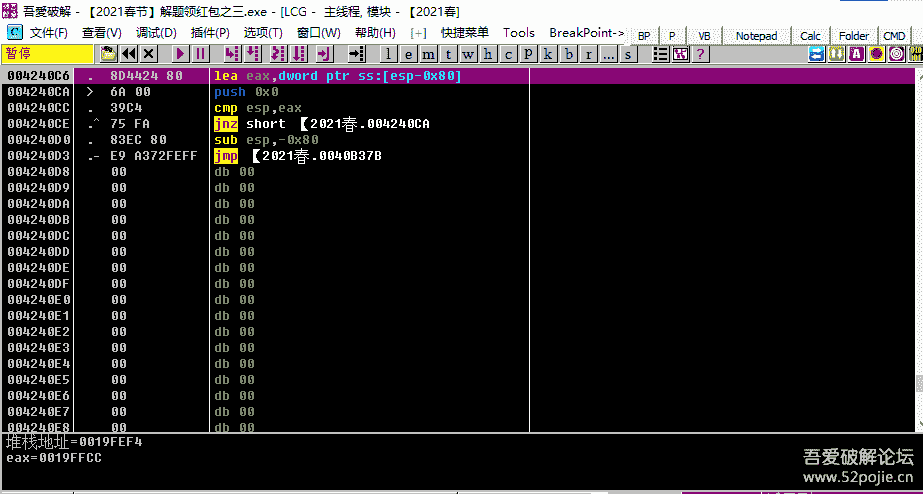 吾爱破解 - 【2021春节】解题领红包之三.exe - [LCG - 主线程, 模块 - 【2021春]
C 文件(F) 查看(V) 调试(D) 插件(P) 选项(T) 窗口(W) 帮助(H) [+] 快捷菜单 Tools BreakPoint-> BP P VB Notepad Calc Folder CMD
暂停 l e m t w h c p k b r ... s ?
004240C6 . 8D4424 80 lea eax,dword ptr ss:[esp-0x80]
004240CA > 6A 00 push 0x0
004240CC . 39C4 cmp esp,eax
004240CE .^ 75 FA jnz short 【2021春.004240CA
004240D0 . 83EC 80 sub esp,-0x80
004240D3 .- E9 A372FEFF jmp 【2021春.0040B37B
004240D8 00 db 00
004240D9 00 db 00
004240DA 00 db 00
004240DB 00 db 00
004240DC 00 db 00
004240DD 00 db 00
004240DE 00 db 00
004240DF 00 db 00
004240E0 00 db 00
004240E1 00 db 00
004240E2 00 db 00
004240E3 00 db 00
004240E4 00 db 00
004240E5 00 db 00
004240E6 00 db 00
004240E7 00 db 00
004240E8 00 db 00
堆栈地址=0019FEF4
eax=0019FFCC
吾爱破解论坛
www.52pojie.cn